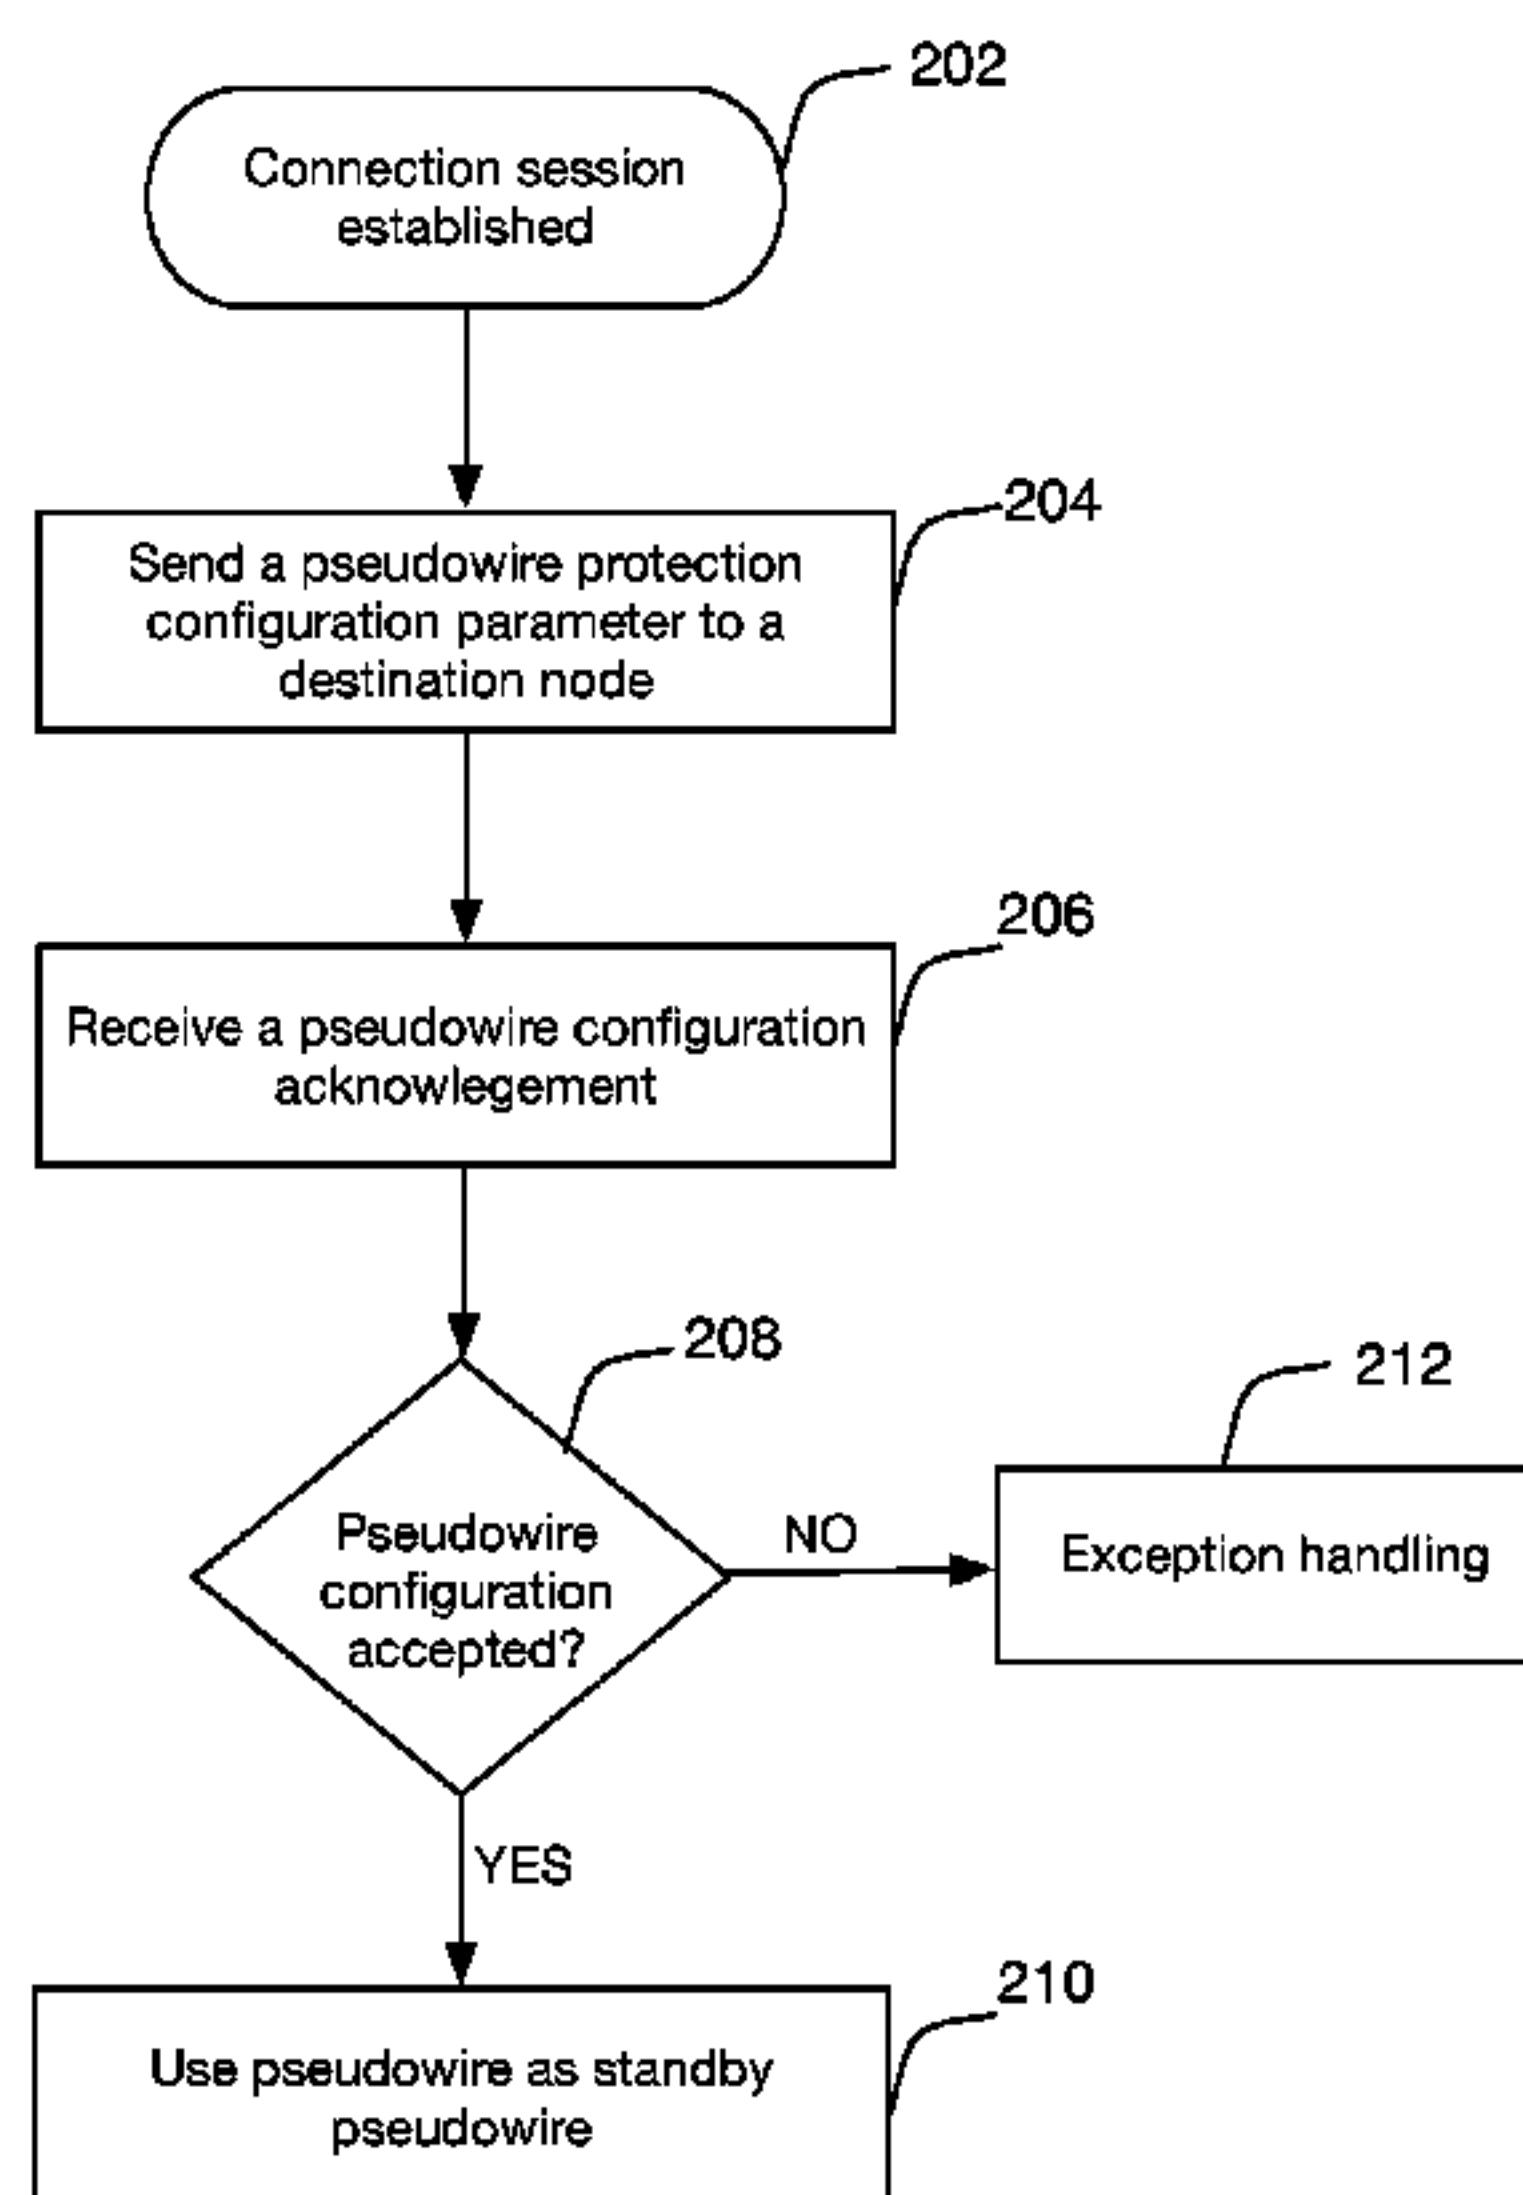 202
Connection session
established
204
Send a pseudowire protection
configuration parameter to a
destination node
206
Receive a pseudowire configuration
acknowlegement
208
212
Pseudowire
configuration
accepted?
NO
Exception handling
YES
210
Use pseudowire as standby
pseudowire